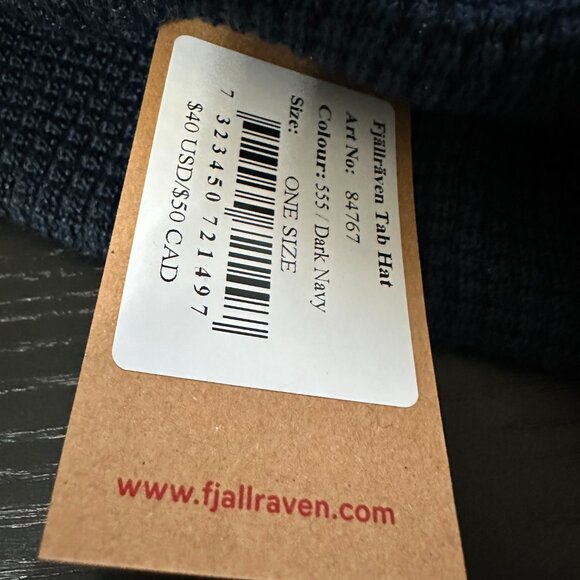 Fjällräven Tab Hat
Art No: 84767
Colour: 555 / Dark Navy
Size: ONE SIZE
7 323450 721497
$40 USD/$50 CAD
www.fjallraven.com